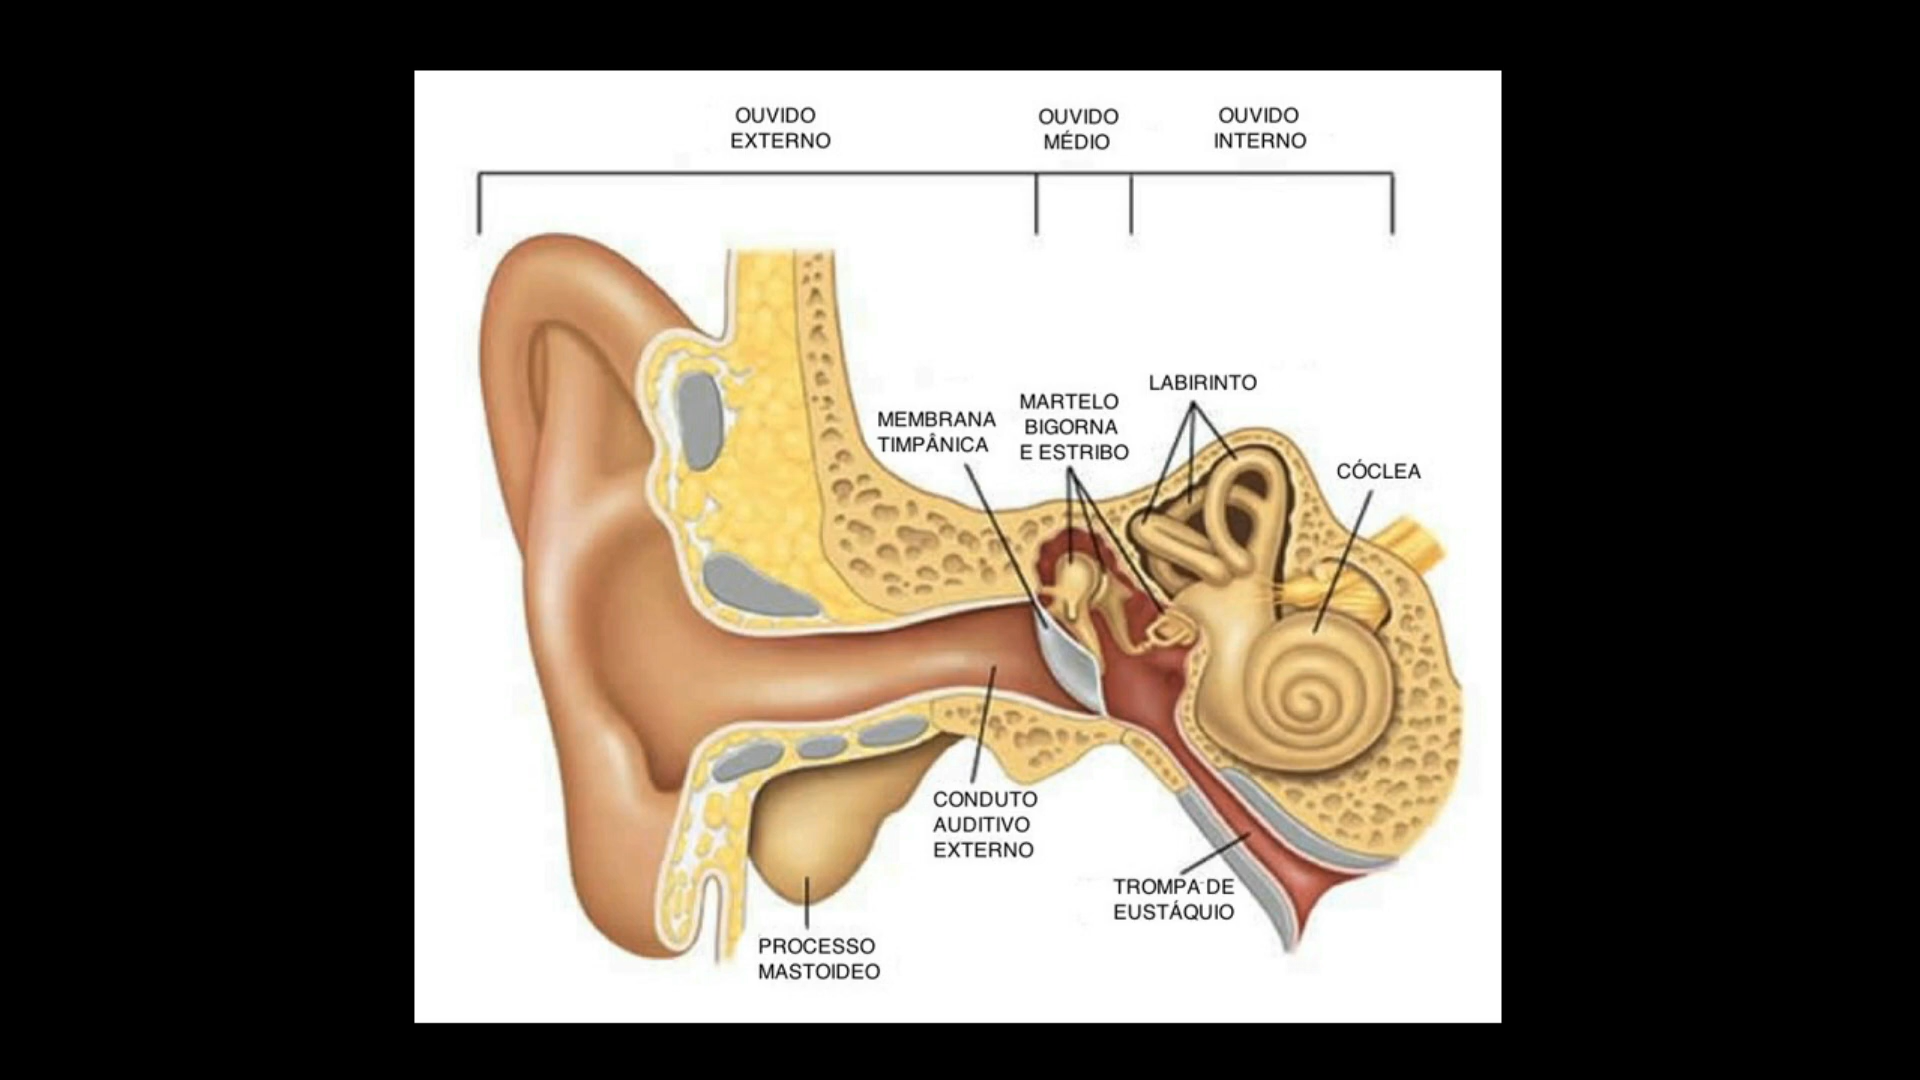 OUVIDO
EXTERNO
OUVIDO
MÉDIO
OUVIDO
INTERNO
LABIRINTO
MARTELO
BIGORNA
E ESTRIBO
MEMBRANA
TIMPÂNICA
CÓCLEA
CONDUTO
AUDITIVO
EXTERNO
TROMPA DE
EUSTÁQUIO
PROCESSO
MASTOIDEO